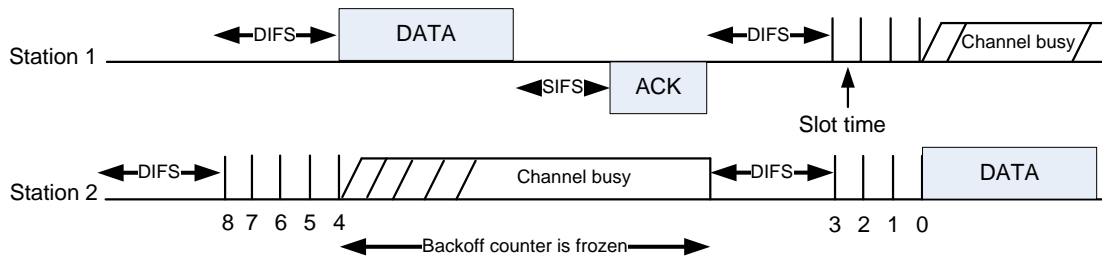 DIFS DATA DIFS
Station 1 Channel busy
SIFS ACK
Slot time
DIFS DIFS DATA
Station 2 Channel busy
8 7 6 5 4 3 2 1 0
Backoff counter is frozen